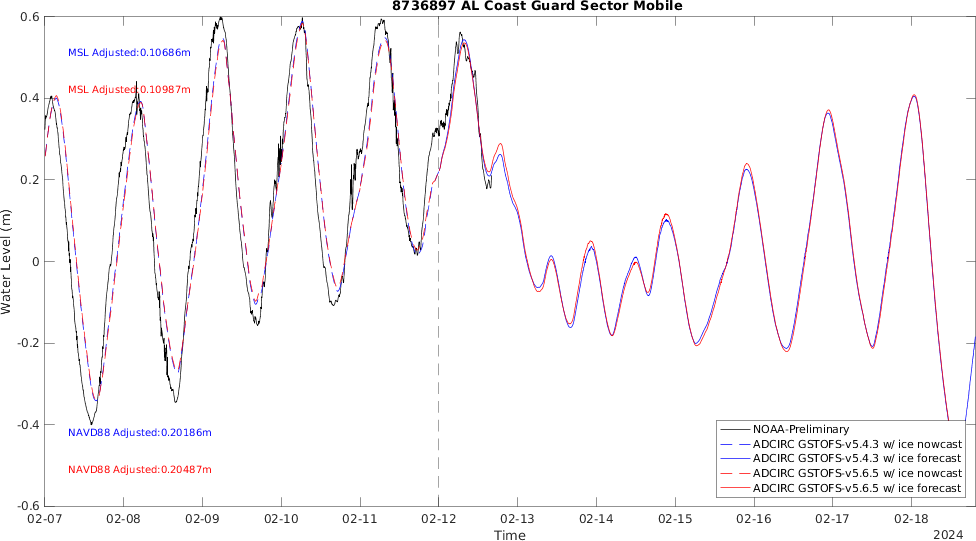 8736897 AL Coast Guard Sector Mobile
0.6
MSL Adjusted:0.10686m
MSL Adjusted:0.10987m
0.4
0.2
0
-0.2
-0.4
-0.6
Water Level (m)
NAVD88 Adjusted:0.20186m
NAVD88 Adjusted:0.20487m
NOAA-Preliminary
ADCIRC GSTOFS-v5.4.3 w/ ice nowcast
ADCIRC GSTOFS-v5.4.3 w/ ice forecast
ADCIRC GSTOFS-v5.6.5 w/ ice nowcast
ADCIRC GSTOFS-v5.6.5 w/ ice forecast
02-07 02-08 02-09 02-10 02-11 02-12 02-13 02-14 02-15 02-16 02-17 02-18
Time
2024